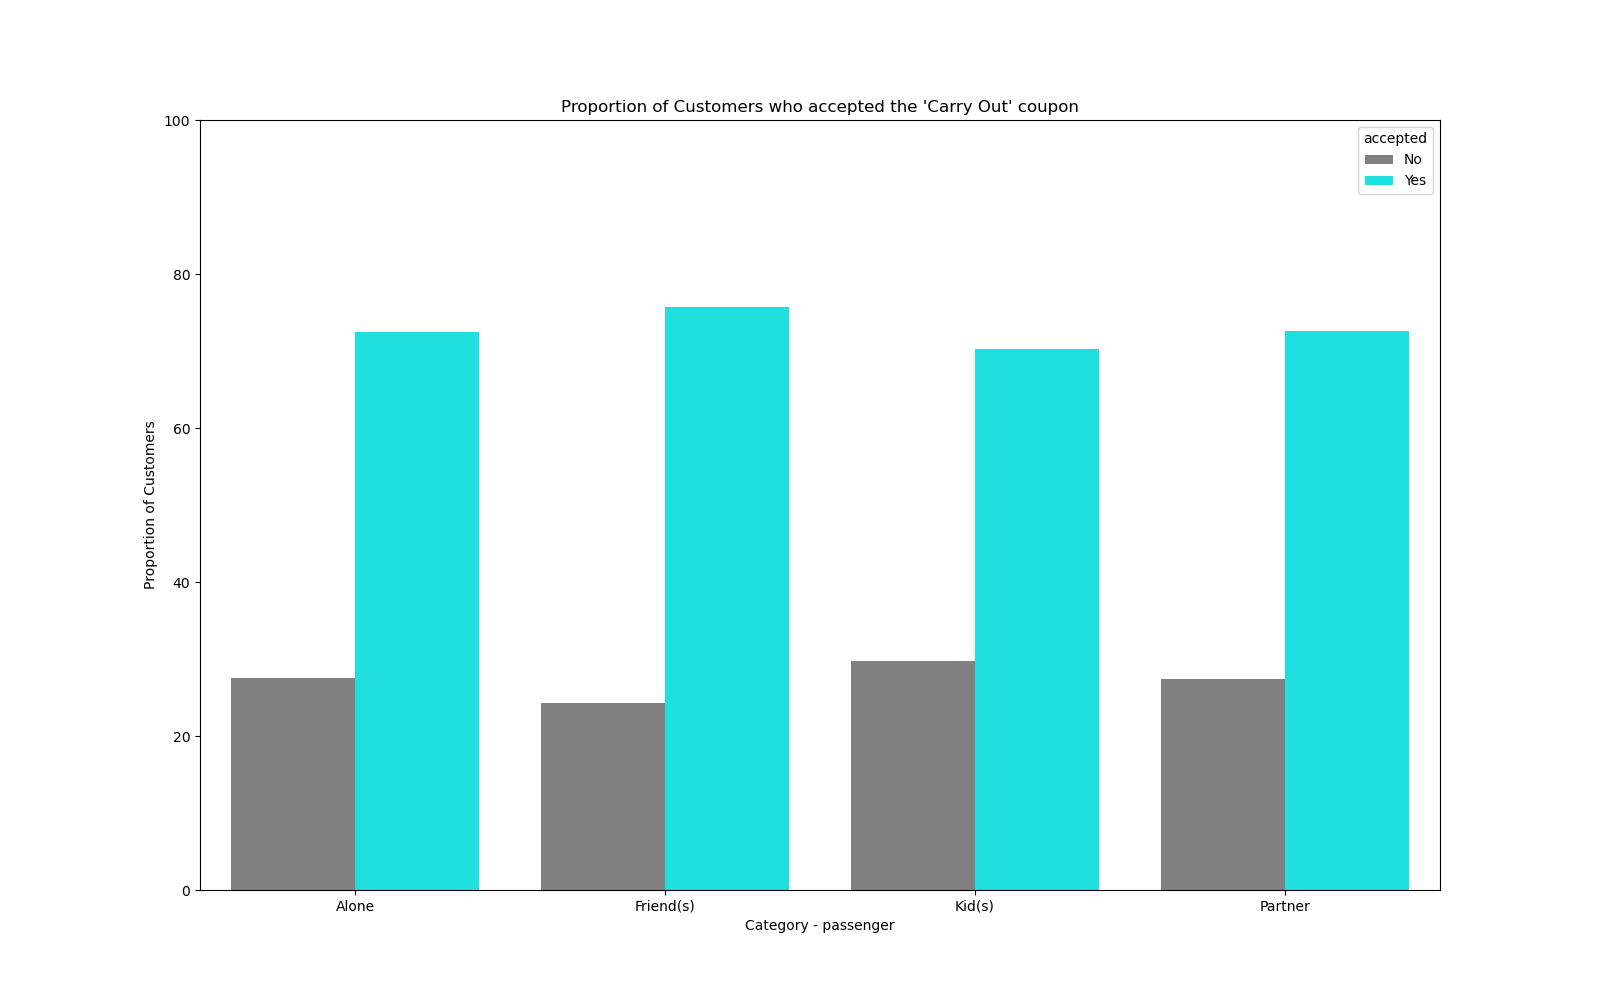 Proportion of Customers who accepted the 'Carry Out' coupon
100
80
60
40
20
0
Proportion of Customers
accepted
No
Yes
Alone Friend(s) Kid(s) Partner
Category - passenger